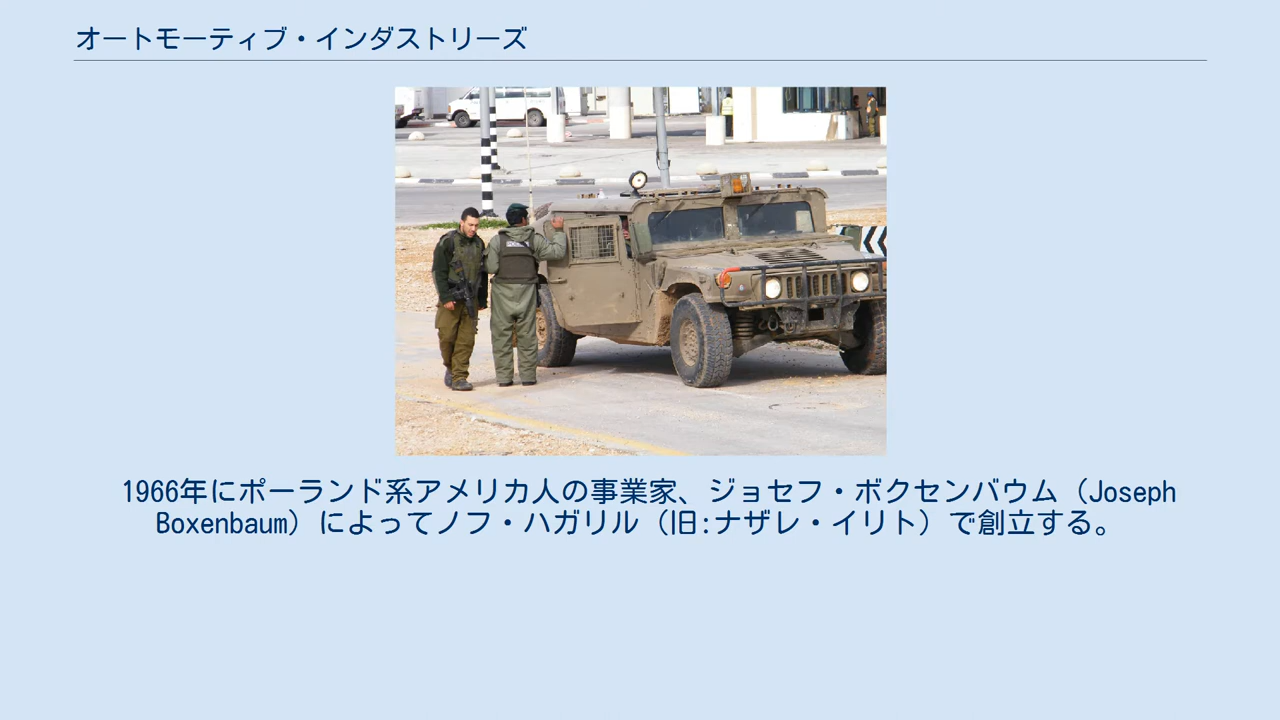 オートモーティブ・インダストリーズ
1966年にポーランド系アメリカ人の事業家、ジョセフ・ボクセンバウム（Joseph
Boxenbaum）によってノフ・ハガリル（旧:ナザレ・イリト）で創立する。